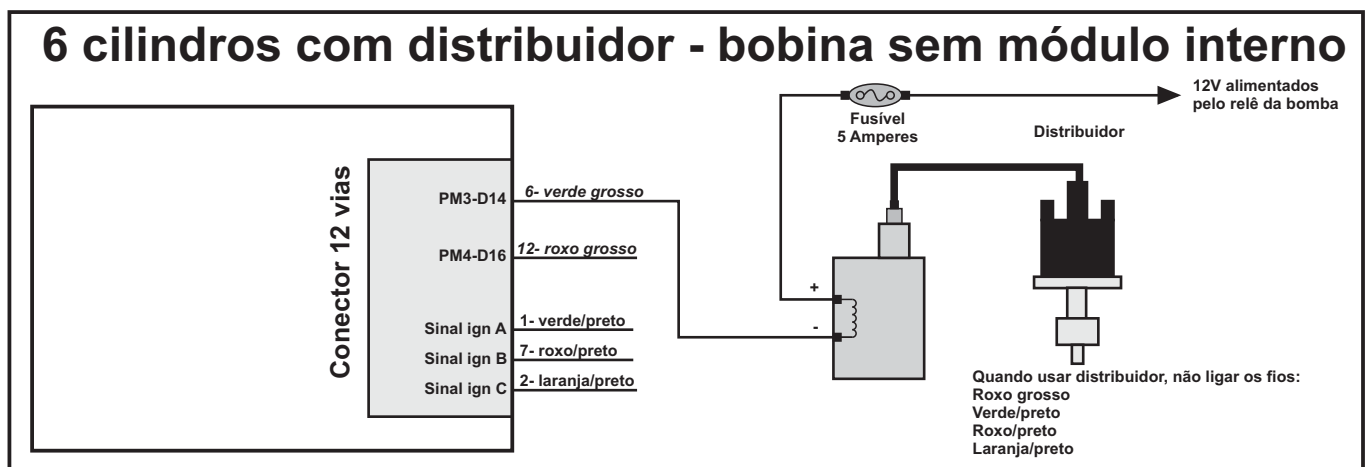 6 cilindros com distribuidor - bobina sem módulo interno
12V alimentados
pelo relê da bomba
Fusível
5 Amperes
Distribuidor
Conector 12 vias
PM3-D14
6- verde grosso
PM4-D16
12- roxo grosso
Sinal ign A
1- verde/preto
Sinal ign B
7- roxo/preto
Sinal ign C
2- laranja/preto
+
-
Quando usar distribuidor, não ligar os fios:
Roxo grosso
Verde/preto
Roxo/preto
Laranja/preto